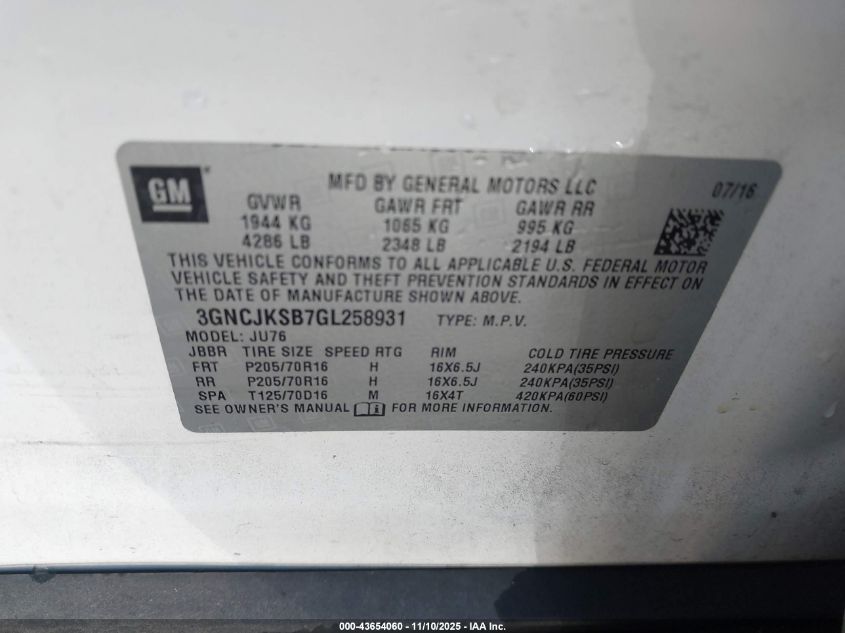 GM
MFD BY GENERAL MOTORS LLC 07/16
GVWR GAWR FRT GAWR RR
1944 KG 1065 KG 995 KG
4286 LB 2348 LB 2194 LB
THIS VEHICLE CONFORMS TO ALL APPLICABLE U.S. FEDERAL MOTOR
VEHICLE SAFETY AND THEFT PREVENTION STANDARDS IN EFFECT ON
THE DATE OF MANUFACTURE SHOWN ABOVE.
3GNCJKSB7GL258931 TYPE: M.P.V.
MODEL: JU76
JBBR TIRE SIZE SPEED RTG RIM COLD TIRE PRESSURE
FRT P205/70R16 H 16X6.5J 240KPA(35PSI)
RR P205/70R16 H 16X6.5J 240KPA(35PSI)
SPA T125/70D16 M 16X4T 420KPA(60PSI)
SEE OWNER'S MANUAL FOR MORE INFORMATION.
000-43654060 - 11/10/2025 - IAA Inc.